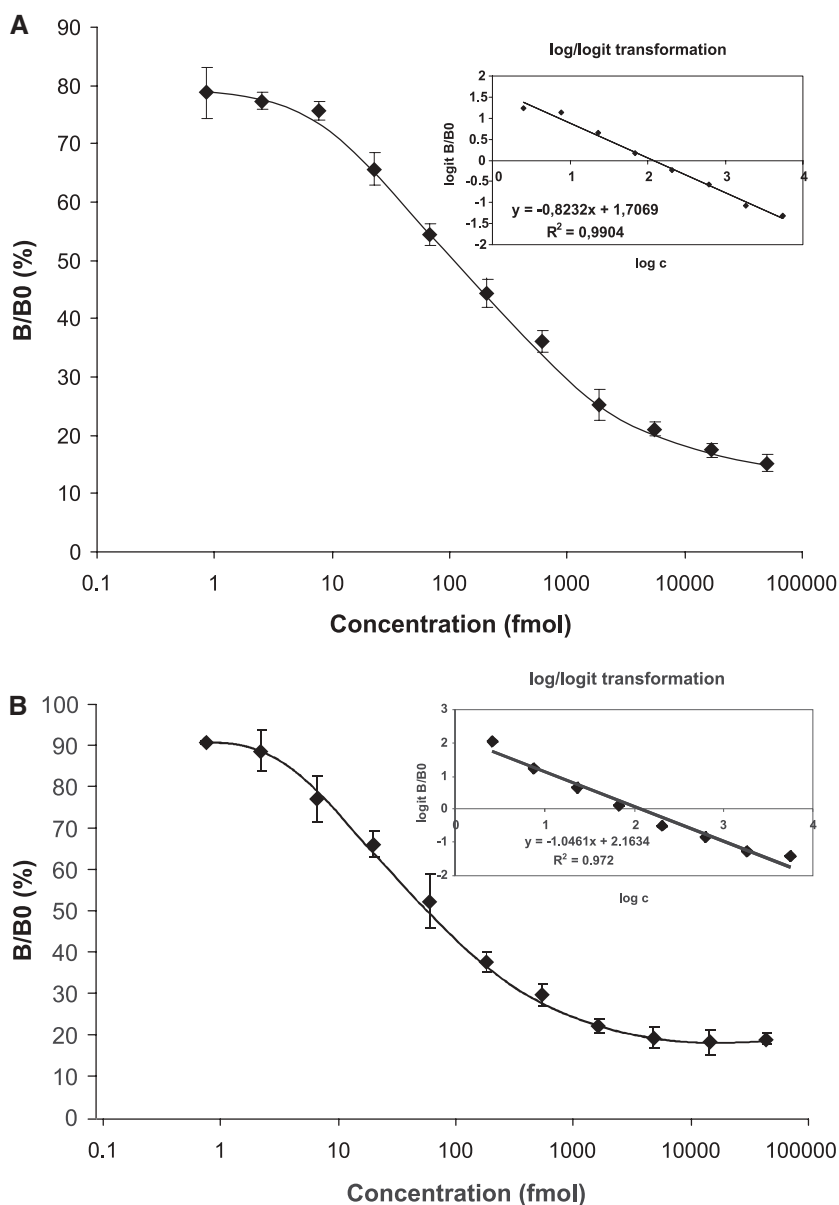 A
90
80
70
60
50
40
30
20
10
0
B/B0 (%)
0.1 1 10 100 1000 10000 100000
Concentration (fmol)
log/logit transformation
2
1.5
1
0.5
0
-0.5
-1
-1.5
-2
logit B/B0
0 1 2 3 4
y = -0,8232x + 1,7069
R² = 0,9904
log c
B
100
90
80
70
60
50
40
30
20
10
0
B/B0 (%)
0.1 1 10 100 1000 10000 100000
Concentration (fmol)
log/logit transformation
3
2
1
0
-1
-2
logit B/B0
0 1 2 3 4
y = -1.0461x + 2.1634
R² = 0.972
log c